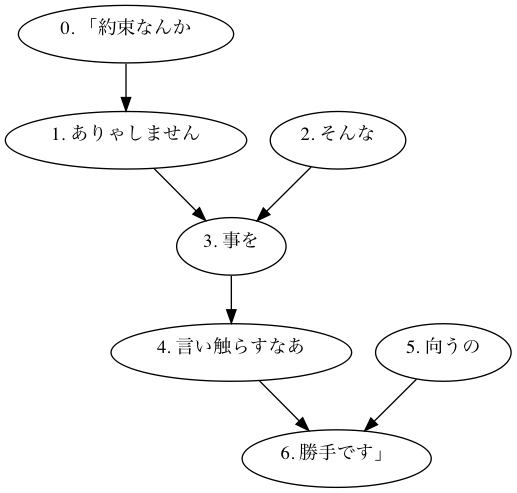 0. 「約束なんか
1. ありゃしません
2. そんな
3. 事を
4. 言い触らすなあ
5. 向うの
6. 勝手です」